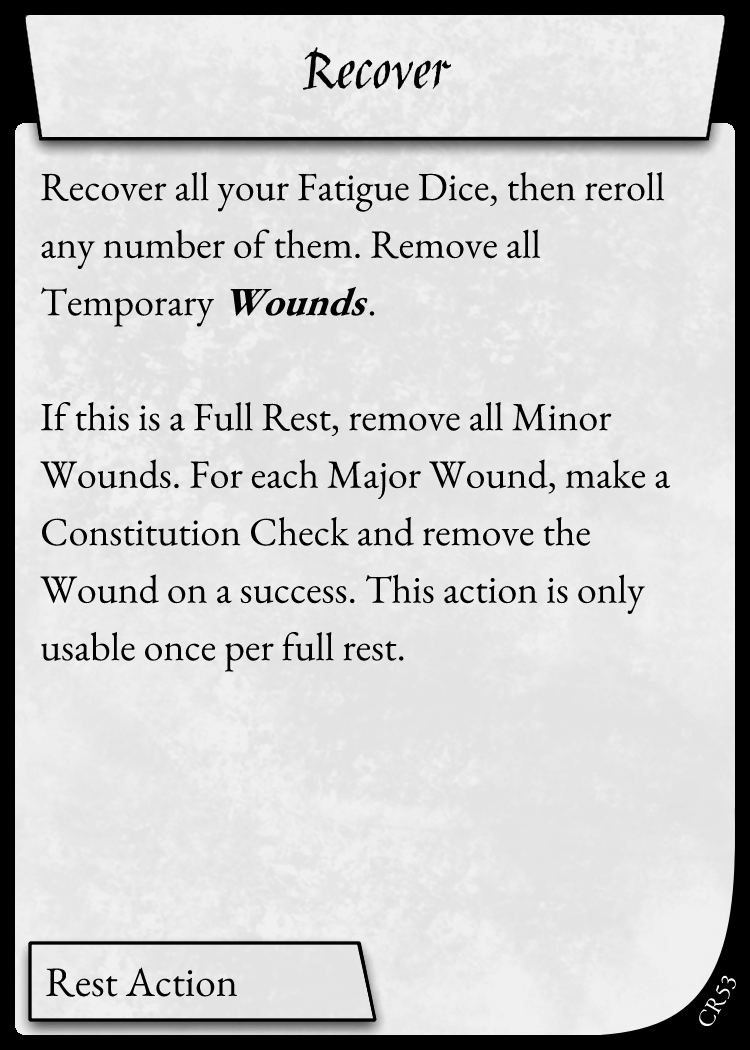 Recover
Recover all your Fatigue Dice, then reroll
any number of them. Remove all
Temporary Wounds.
If this is a Full Rest, remove all Minor
Wounds. For each Major Wound, make a
Constitution Check and remove the
Wound on a success. This action is only
usable once per full rest.
Rest Action
CR53